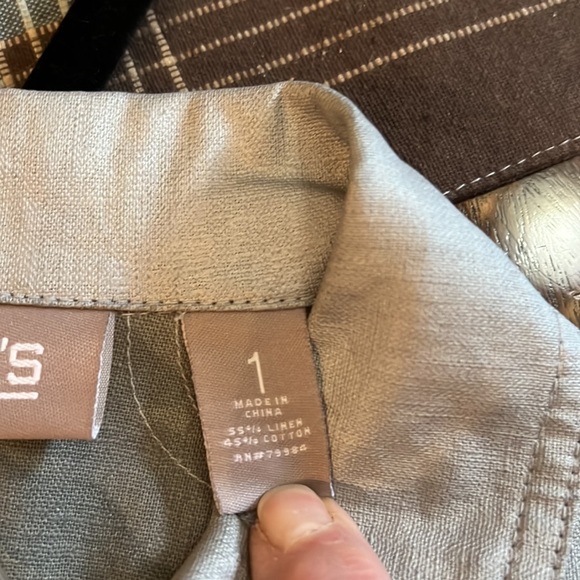 'S
1
MADE IN
CHINA
55% LINEN
45% COTTON
RN#79984